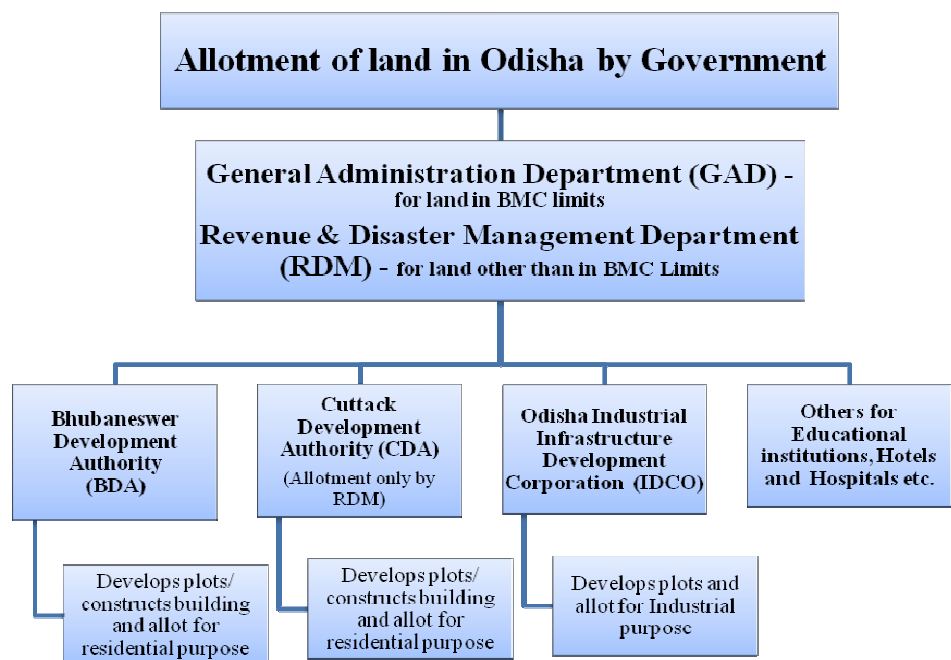 Allotment of land in Odisha by Government
General Administration Department (GAD) -
for land in BMC limits
Revenue & Disaster Management Department
(RDM) - for land other than in BMC Limits
Bhubaneswer
Development
Authority
(BDA)
Cuttack
Development
Authority (CDA)
(Allotment only by
RDM)
Odisha Industrial
Infrastructure
Development
Corporation (IDCO)
Others for
Educational
institutions, Hotels
and Hospitals etc.
Develops plots/
constructs building
and allot for
residential purpose
Develops plots/
constructs building
and allot for
residential purpose
Develops plots and
allot for Industrial
purpose